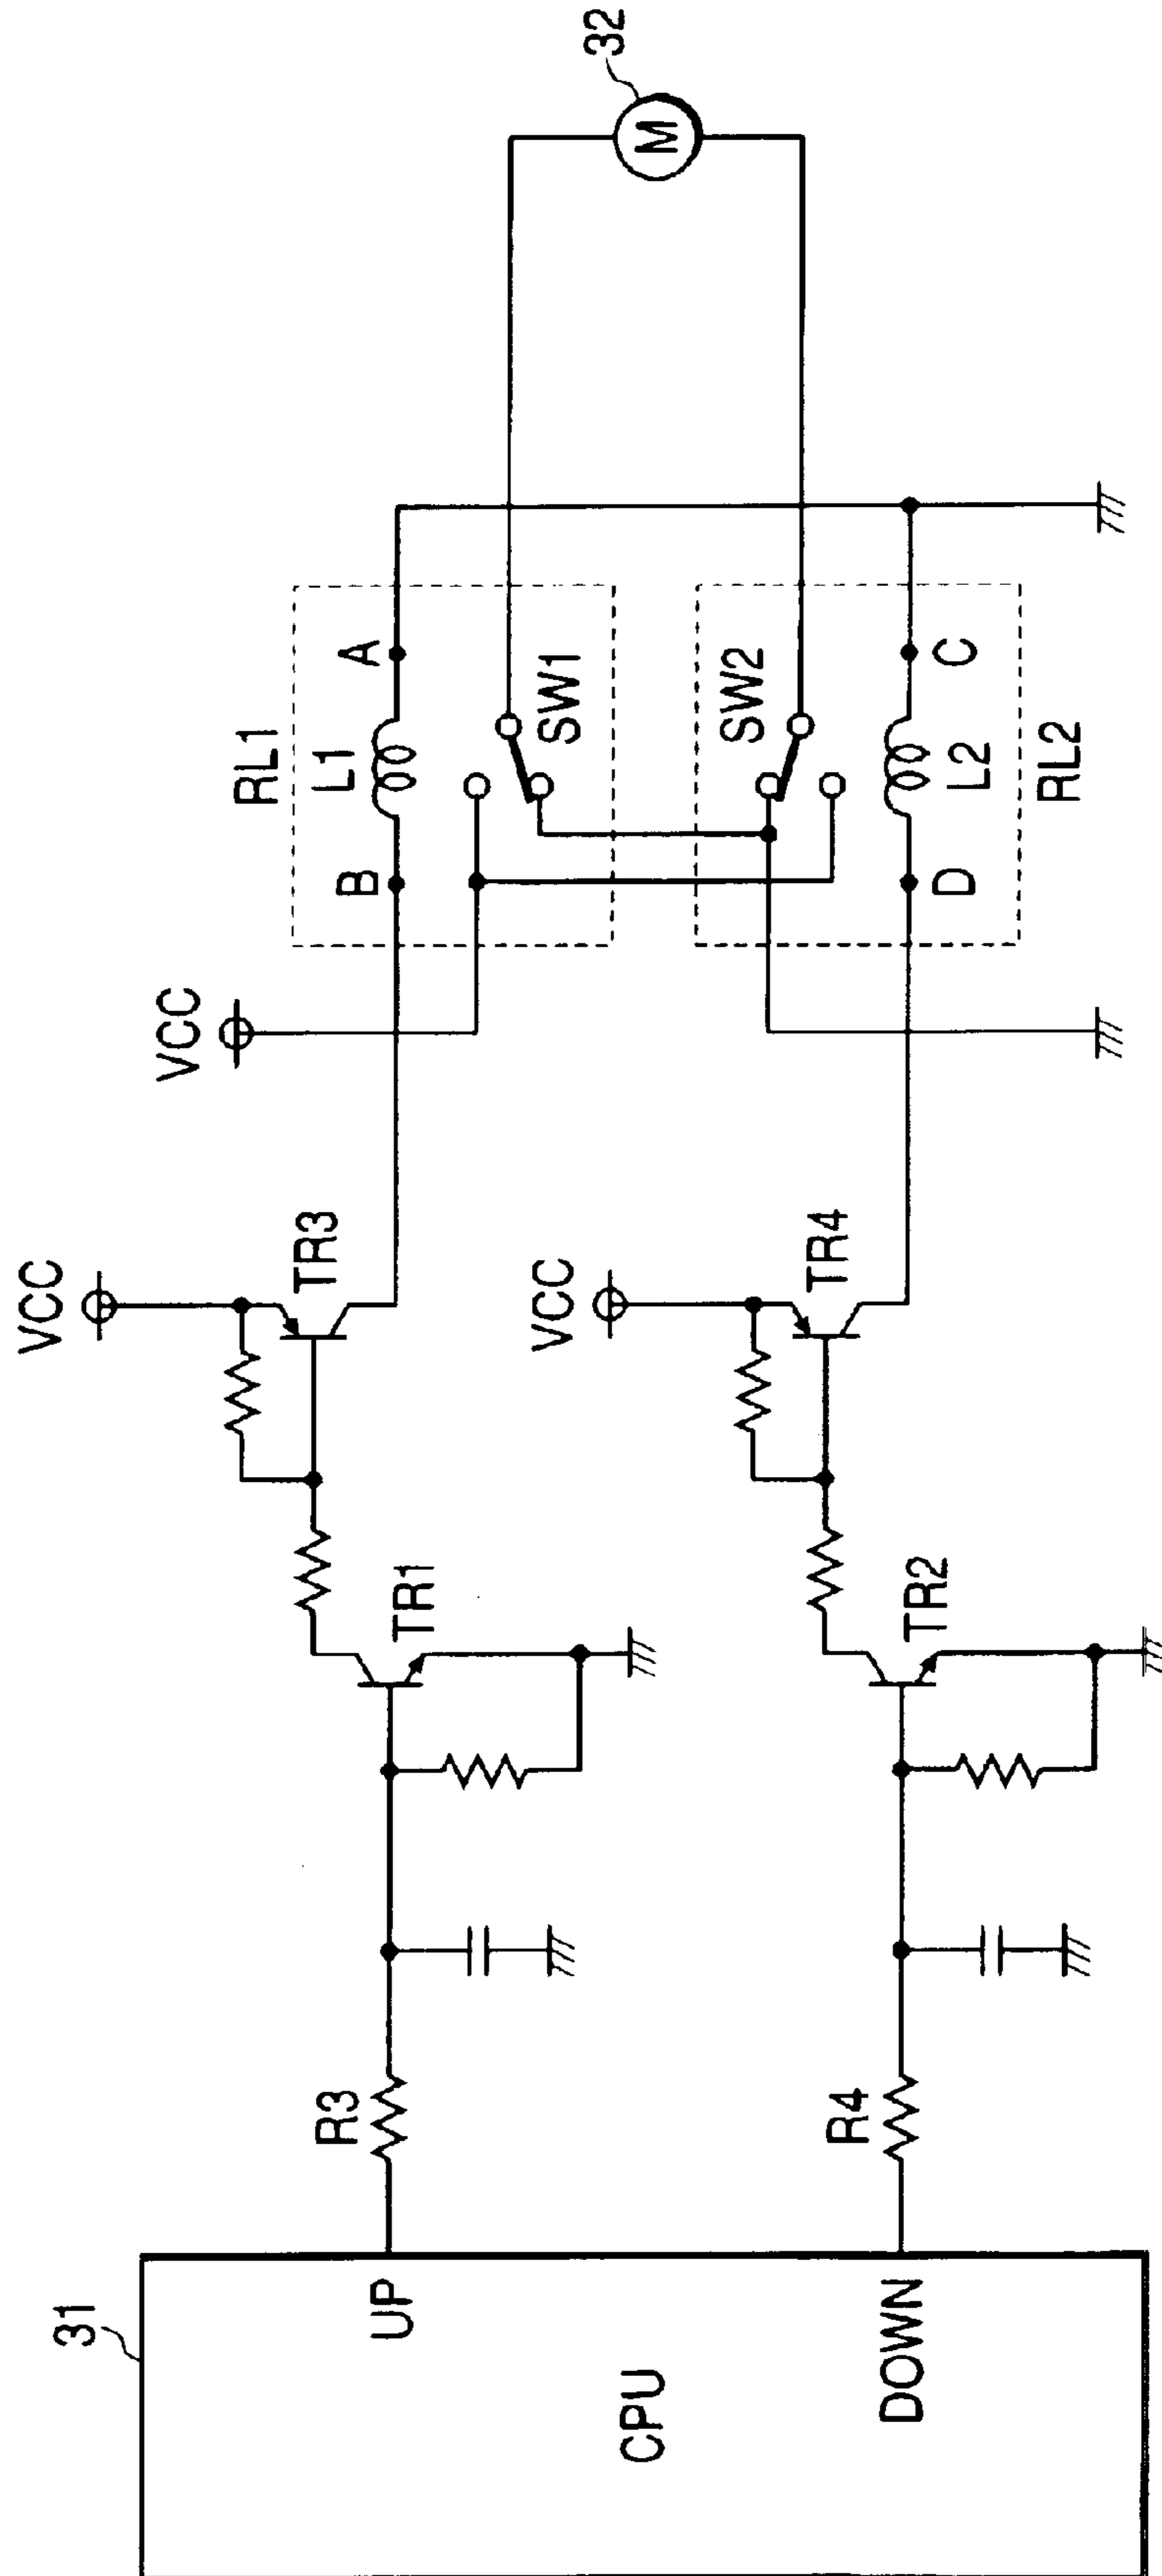 31
CPU
UP
DOWN
R3
R4
TR1
TR2
VCC
TR3
VCC
TR4
VCC
RL1
B
L1
A
SW1
SW2
D
L2
C
RL2
M
32